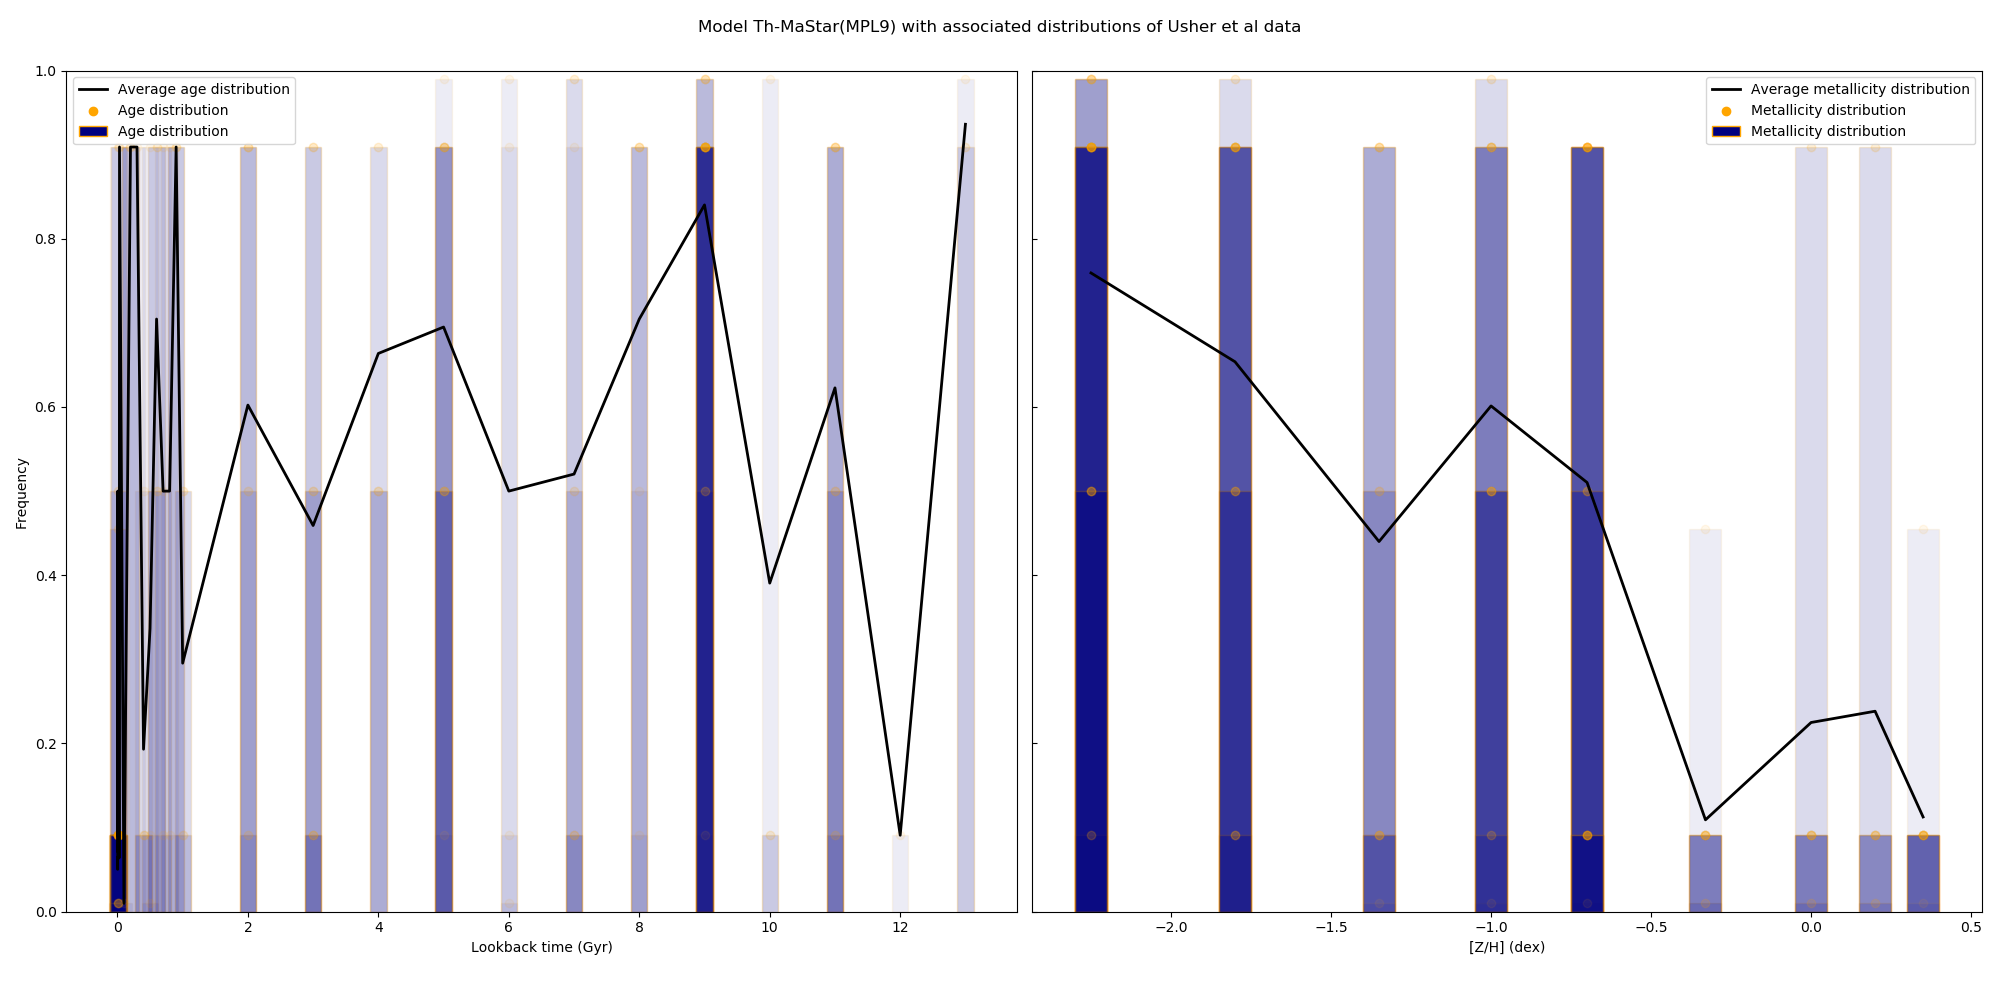 Model Th-MaStar(MPL9) with associated distributions of Usher et al data
Average age distribution
Age distribution
Age distribution
Average metallicity distribution
Metallicity distribution
Metallicity distribution
1.0
0.8
0.6
0.4
0.2
0.0
Frequency
0 2 4 6 8 10 12
Lookback time (Gyr)
−2.0 −1.5 −1.0 −0.5 0.0 0.5
[Z/H] (dex)